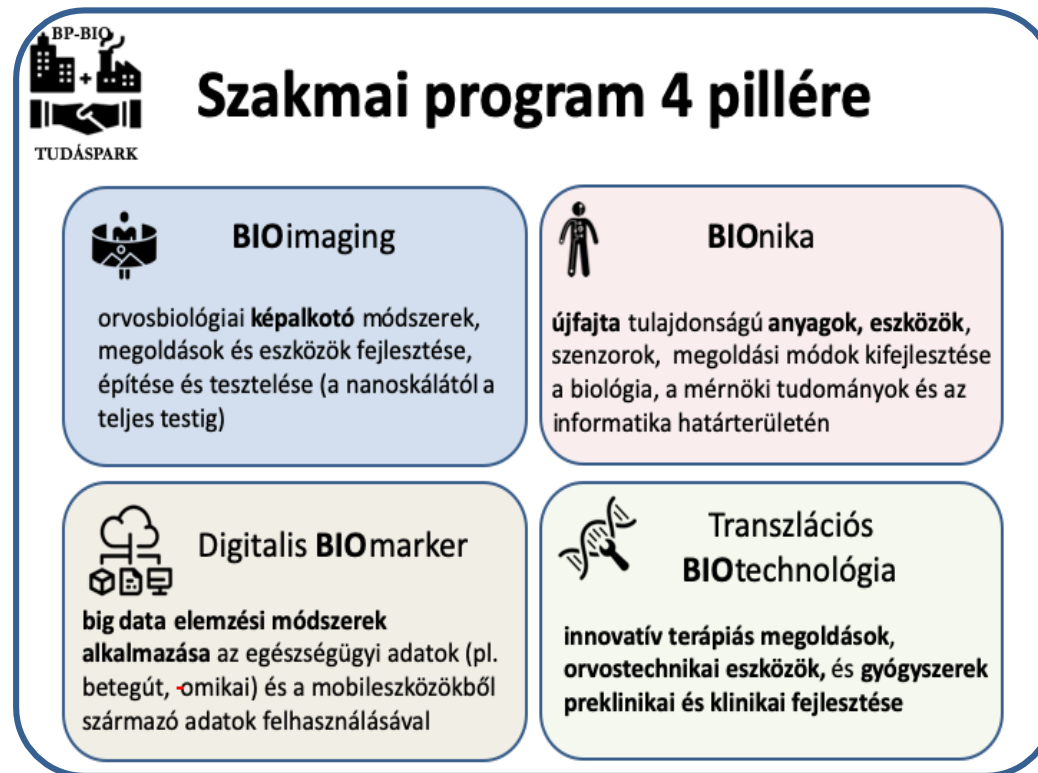 BP-BIO
TUDÁSPARK
Szakmai program 4 pillére
BIOimaging
orvosbiológiai képalkotó módszerek,
megoldások és eszközök fejlesztése,
építése és tesztelése (a nanoskálától a
teljes testig)
BIOnika
újfajta tulajdonságú anyagok, eszközök,
szenzorok, megoldási módok kifejlesztése
a biológia, a mérnöki tudományok és az
informatika határterületén
Digitalis BIOmarker
big data elemzési módszerek
alkalmazása az egészségügyi adatok (pl.
betegút, -omikai) és a mobileszközökből
származó adatok felhasználásával
Transzlációs
BIOtechnológia
innovatív terápiás megoldások,
orvostechnikai eszközök, és gyógyszerek
preklinikai és klinikai fejlesztése